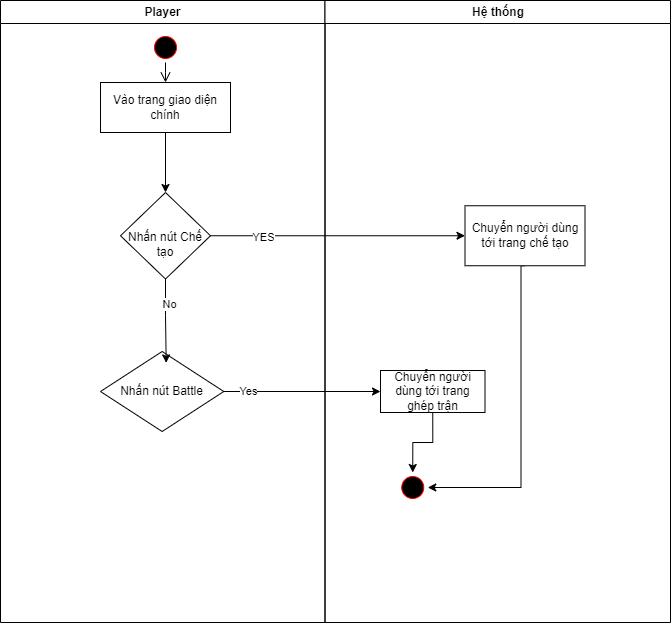 Player
Hệ thống
Vào trang giao diện
chính
Nhấn nút Chế
tạo
YES
Chuyển người dùng
tới trang chế tạo
No
Nhấn nút Battle
Yes
Chuyển người
dùng tới trang
ghép trận